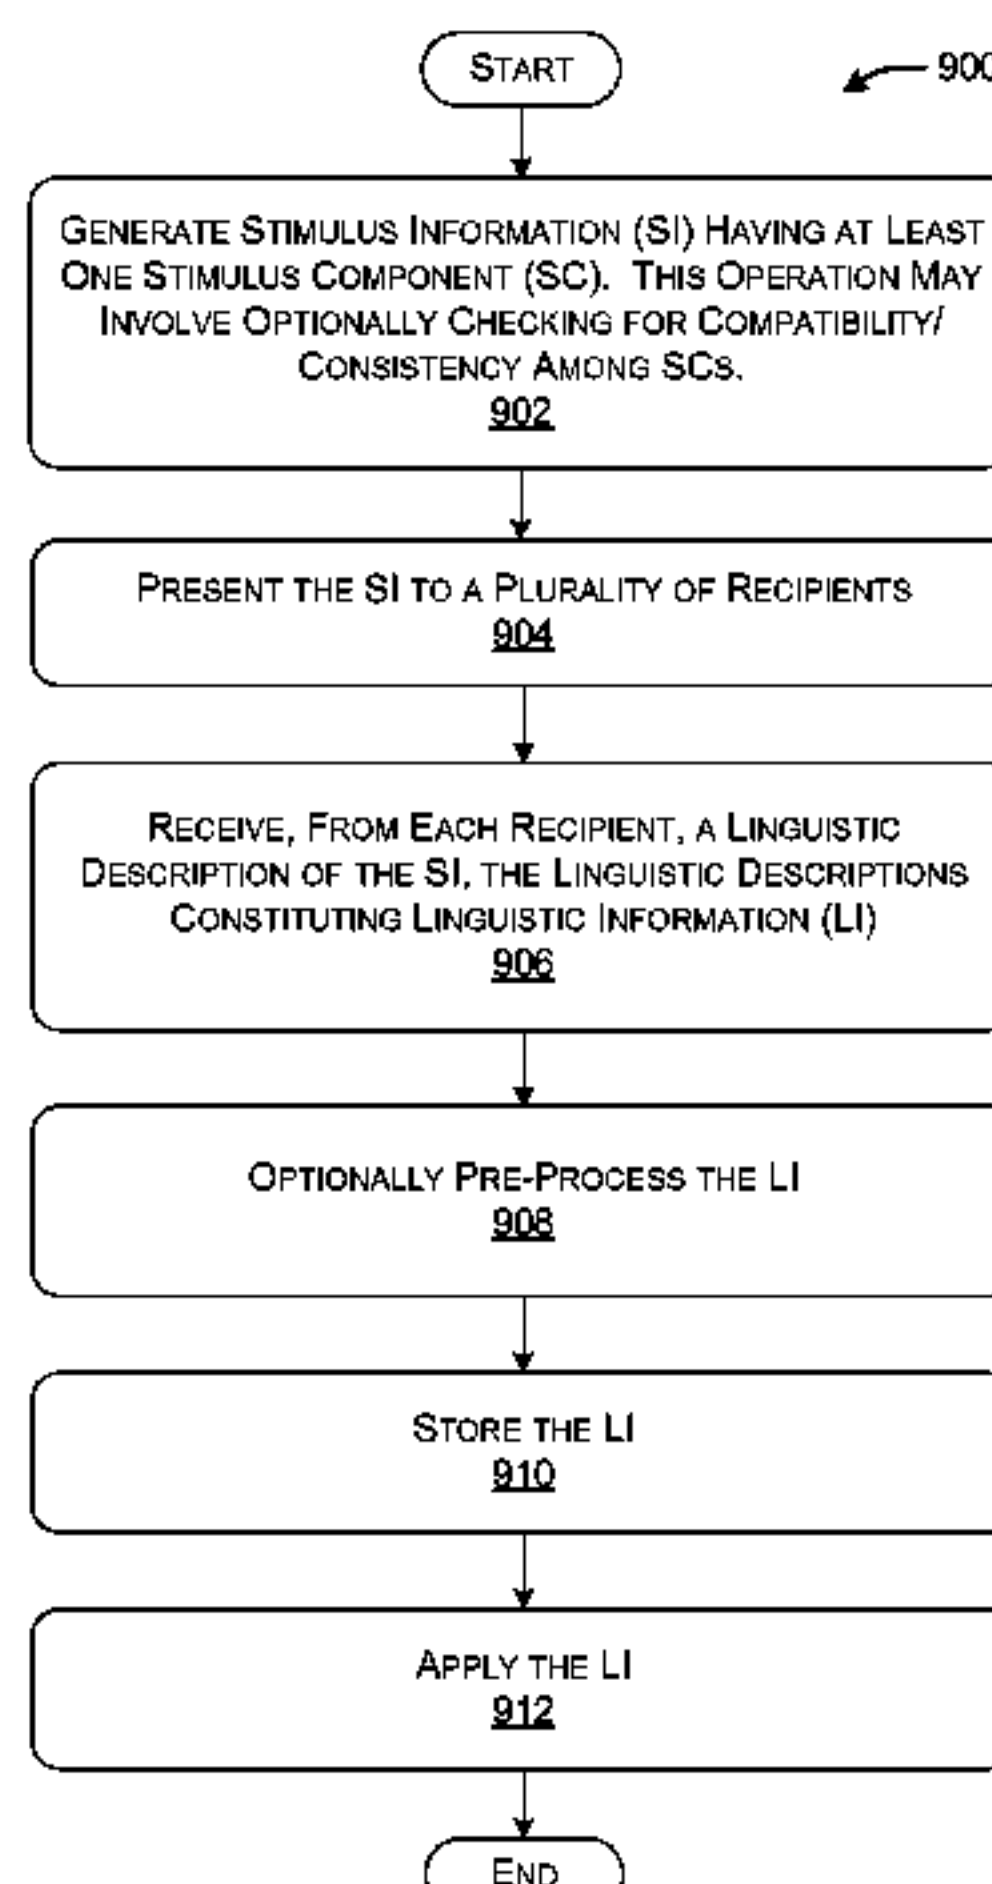 START
900
GENERATE STIMULUS INFORMATION (SI) HAVING AT LEAST
ONE STIMULUS COMPONENT (SC). THIS OPERATION MAY
INVOLVE OPTIONALLY CHECKING FOR COMPATIBILITY/
CONSISTENCY AMONG SCS.
902
PRESENT THE SI TO A PLURALITY OF RECIPIENTS
904
RECEIVE, FROM EACH RECIPIENT, A LINGUISTIC
DESCRIPTION OF THE SI, THE LINGUISTIC DESCRIPTIONS
CONSTITUTING LINGUISTIC INFORMATION (LI)
906
OPTIONALLY PRE-PROCESS THE LI
908
STORE THE LI
910
APPLY THE LI
912
END